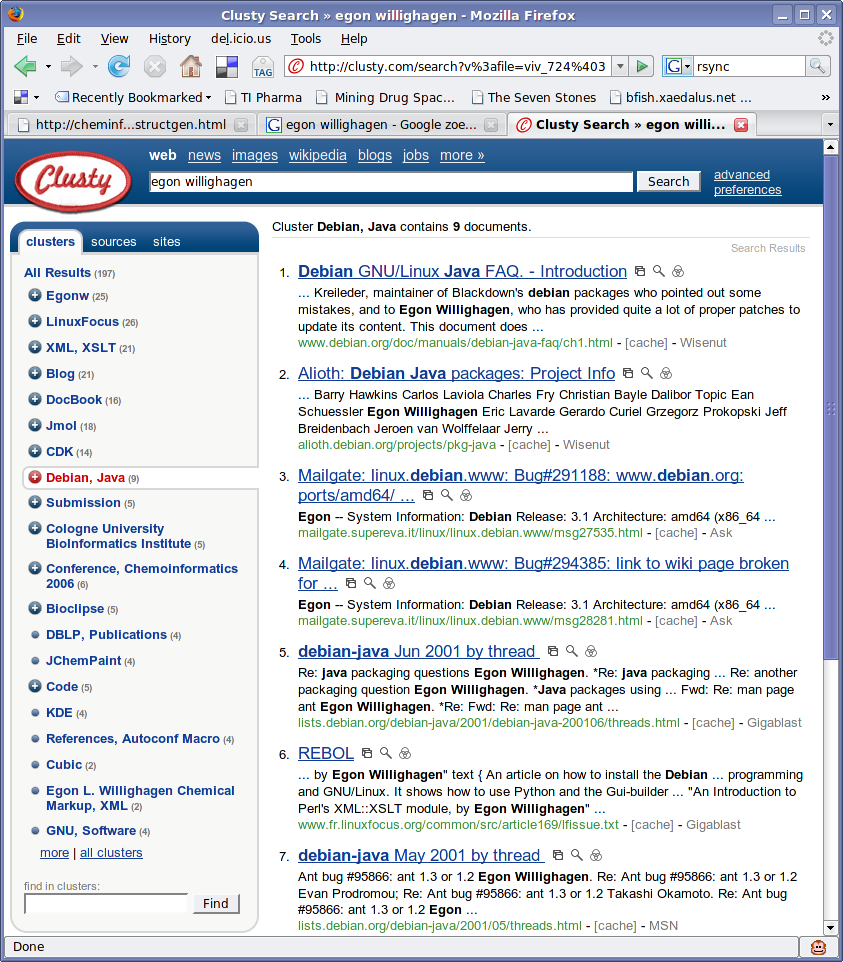 Clusty Search » egon willighagen - Mozilla Firefox
File Edit View History del.icio.us Tools Help
TAG http://clusty.com/search?v%3afile=viv_724%403 G rsync
Recently Bookmarked TI Pharma Mining Drug Spac... The Seven Stones bfish.xaedalus.net ... »
http://cheminf...structgen.html egon willighagen - Google zoe... Clusty Search » egon willi...
Clusty
web news images wikipedia blogs jobs more »
egon willighagen Search advanced
preferences
clusters sources sites
All Results (197)
Egonw (25)
LinuxFocus (26)
XML, XSLT (21)
Blog (21)
DocBook (16)
Jmol (18)
CDK (14)
Debian, Java (9)
Submission (5)
Cologne University
BioInformatics Institute (5)
Conference, Chemoinformatics
2006 (6)
Bioclipse (5)
DBLP, Publications (4)
JChemPaint (4)
Code (5)
KDE (4)
References, Autoconf Macro (4)
Cubic (2)
Egon L. Willighagen Chemical
Markup, XML (2)
GNU, Software (4)
more | all clusters
find in clusters:
Find
Cluster Debian, Java contains 9 documents.
Search Results
1. Debian GNU/Linux Java FAQ. - Introduction
... Kreileder, maintainer of Blackdown's debian packages who pointed out some
mistakes, and to Egon Willighagen, who has provided quite a lot of proper patches to
update its content. This document does ...
www.debian.org/doc/manuals/debian-java-faq/ch1.html - [cache] - Wisenut
2. Alioth: Debian Java packages: Project Info
... Barry Hawkins Carlos Laviola Charles Fry Christian Bayle Dalibor Topic Ean
Schuessler Egon Willighagen Eric Lavarde Gerardo Curiel Grzegorz Prokopski Jeff
Breidenbach Jeroen van Wolffelaar Jerry ...
alioth.debian.org/projects/pkg-java - [cache] - Wisenut
3. Mailgate: linux.debian.www: Bug#291188: www.debian.org:
ports/amd64/ ...
Egon -- System Information: Debian Release: 3.1 Architecture: amd64 (x86_64 ...
mailgate.supereva.it/linux/linux.debian.www/msg27535.html - [cache] - Ask
4. Mailgate: linux.debian.www: Bug#294385: link to wiki page broken
for ...
Egon -- System Information: Debian Release: 3.1 Architecture: amd64 (x86_64 ...
mailgate.supereva.it/linux/linux.debian.www/msg28281.html - [cache] - Ask
5. debian-java Jun 2001 by thread
Re: java packaging questions Egon Willighagen. *Re: java packaging ... Re: another
packaging question Egon Willighagen. *Java packages using ... Fwd: Re: man page
ant Egon Willighagen. *Re: Fwd: Re: man page ant ...
lists.debian.org/debian-java/2001/debian-java-200106/threads.html - [cache] - Gigablast
6. REBOL
... by Egon Willighagen" text { An article on how to install the Debian ... programming
and GNU/Linux. It shows how to use Python and the Gui-builder ... "An Introduction to
Perl's XML::XSLT module, by Egon Willighagen" ...
www.fr.linuxfocus.org/common/src/article169/lfissue.txt - [cache] - Gigablast
7. debian-java May 2001 by thread
Ant bug #95866: ant 1.3 or 1.2 Egon Willighagen. Re: Ant bug #95866: ant 1.3 or 1.2
Evan Prodromou; Re: Ant bug #95866: ant 1.3 or 1.2 Takashi Okamoto. Re: Ant bug
#95866: ant 1.3 or 1.2 Egon ...
lists.debian.org/debian-java/2001/05/threads.html - [cache] - MSN
Done